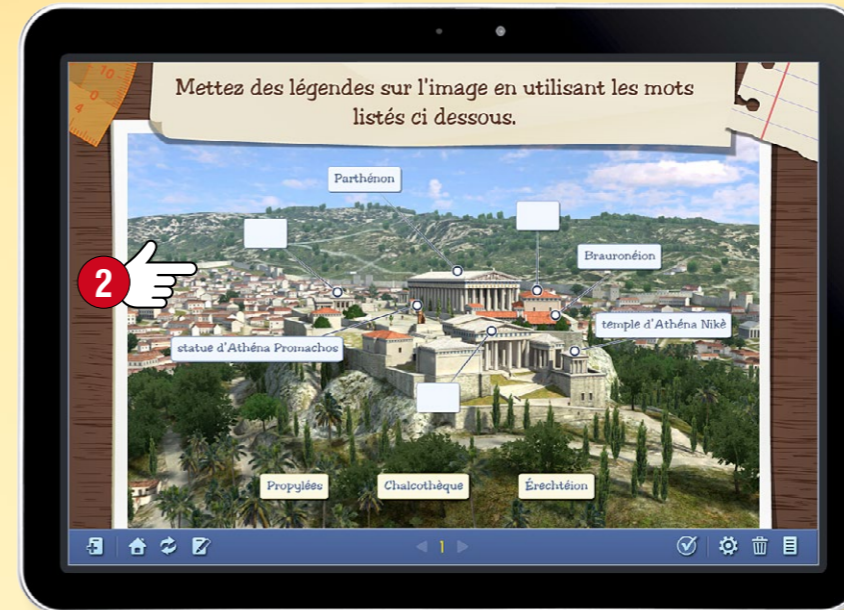 Mettez des légendes sur l'image en utilisant les mots
listés ci dessous.
Parthénon
Brauronéion
temple d'Athéna Nikè
statue d'Athéna Promachos
2
Propylées
Chalcothèque
Érechtéion
1